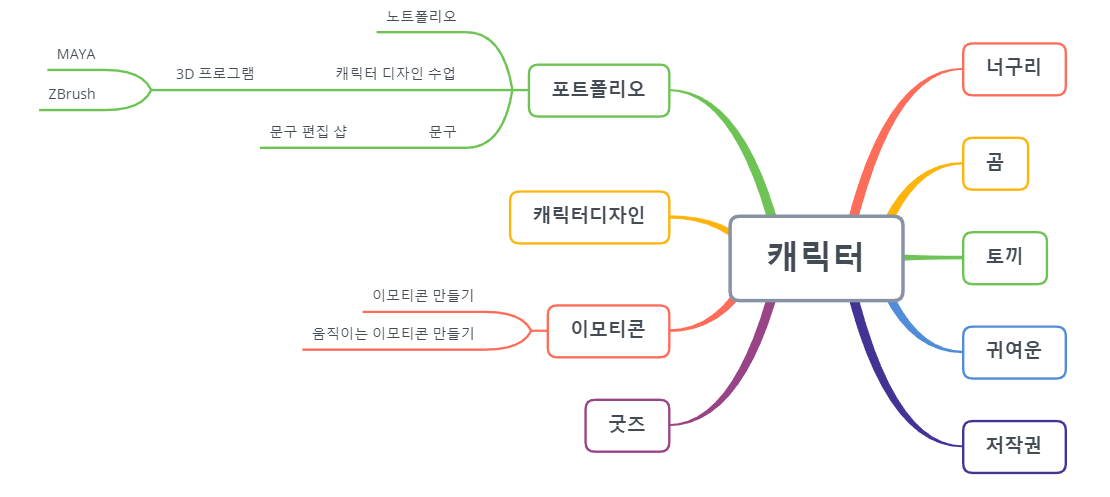 노트폴리오
MAYA
3D 프로그램
캐릭터 디자인 수업
ZBrush
문구 편집 샵
문구
포트폴리오
캐릭터디자인
이모티콘 만들기
움직이는 이모티콘 만들기
이모티콘
굿즈
캐릭터
너구리
곰
토끼
귀여운
저작권